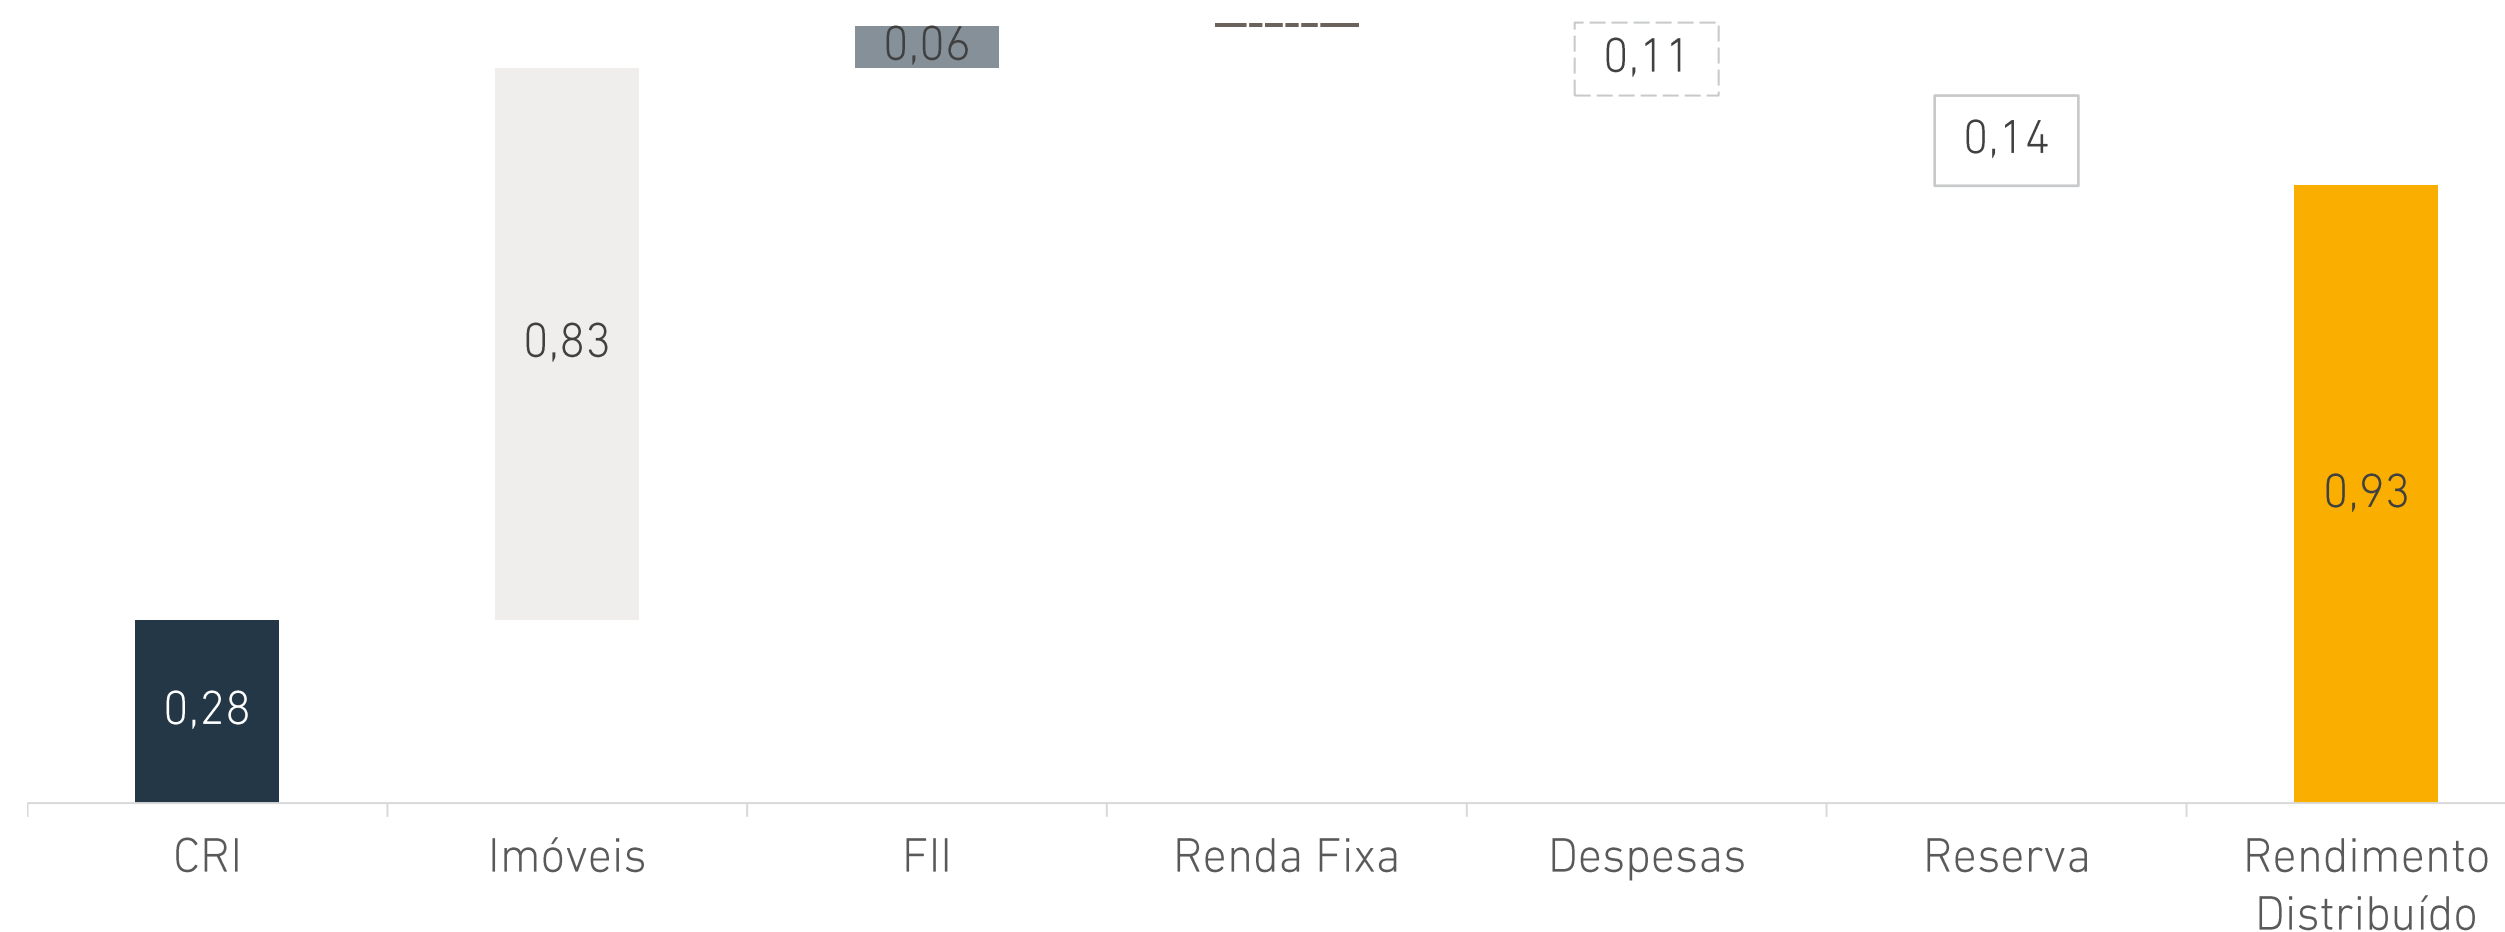 0,06
0,11
0,14
0,83
0,93
0,28
CRI
Imóveis
FII
Renda Fixa
Despesas
Reserva
Rendimento
Distribuído